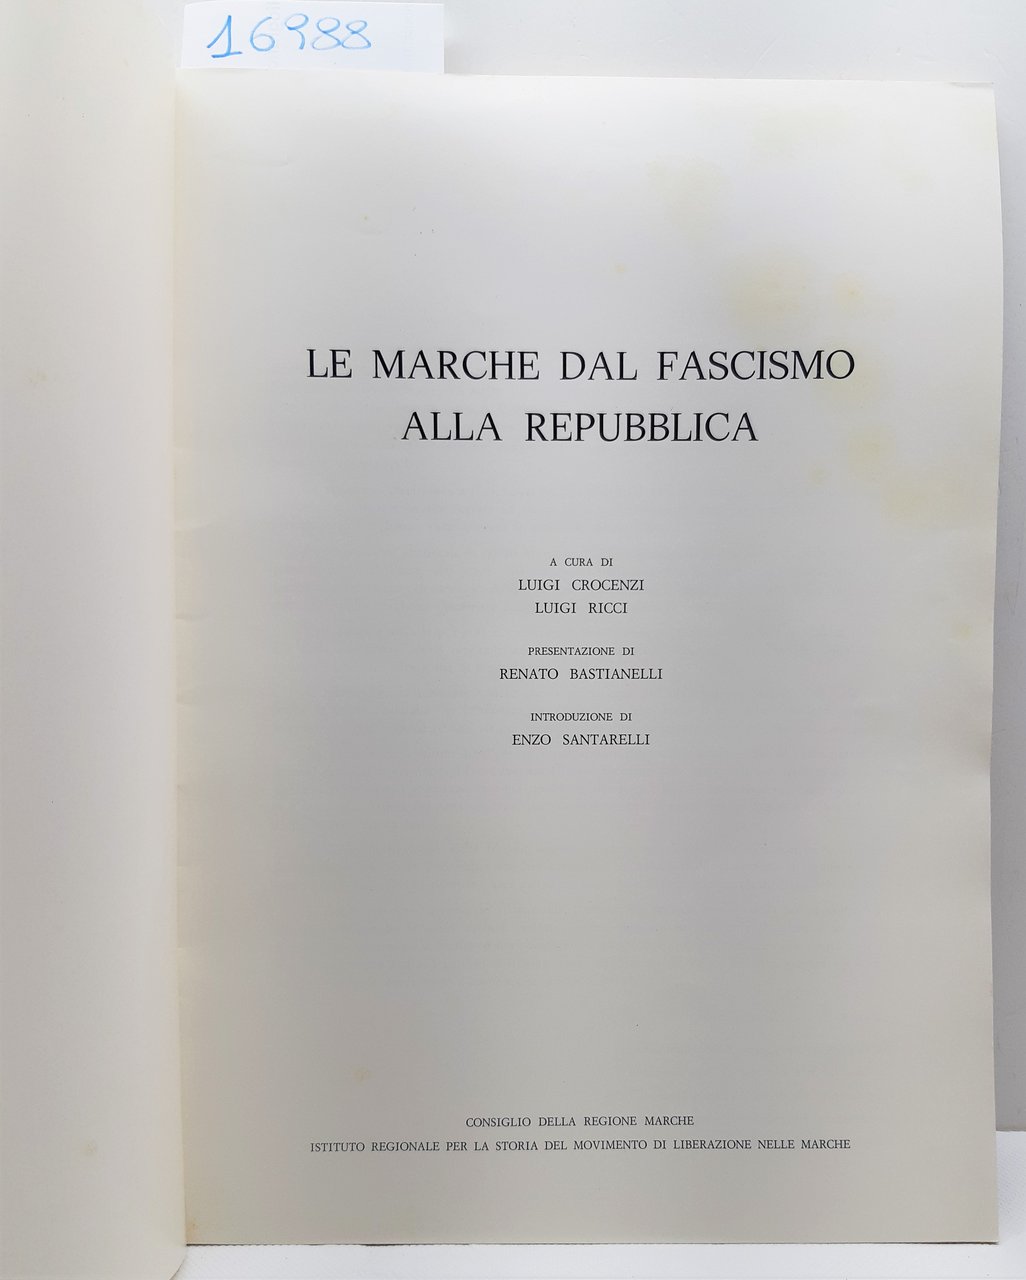 16988
LE MARCHE DAL FASCISMO
ALLA REPUBBLICA
A CURA DI
LUIGI CROCENZI
LUIGI RICCI
PRESENTAZIONE DI
RENATO BASTIANELLI
INTRODUZIONE DI
ENZO SANTARELLI
CONSIGLIO DELLA REGIONE MARCHE
ISTITUTO REGIONALE PER LA STORIA DEL MOVIMENTO DI LIBERAZIONE NELLE MARCHE